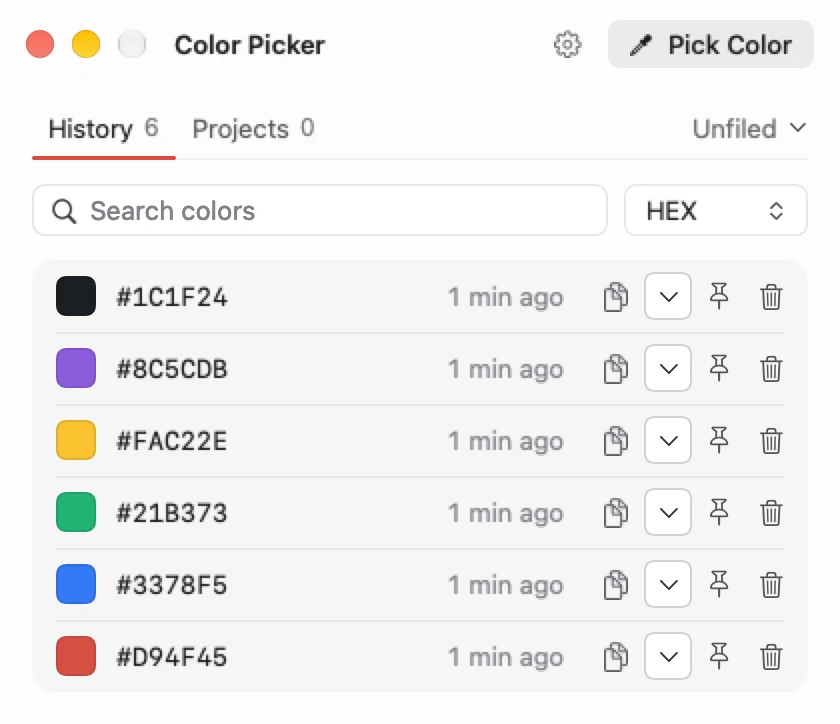 Color Picker
Pick Color
History 6 Projects 0 Unfiled
Search colors HEX
#1C1F24 1 min ago
#8C5CDB 1 min ago
#FAC22E 1 min ago
#21B373 1 min ago
#3378F5 1 min ago
#D94F45 1 min ago